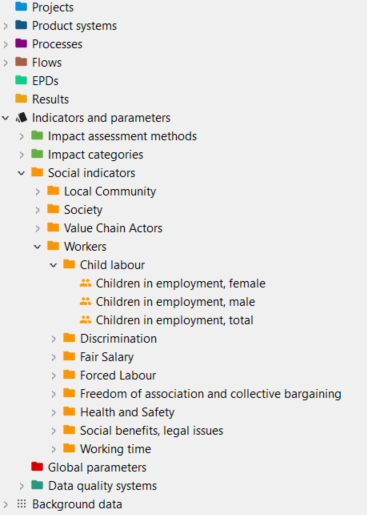 Projects
Product systems
Processes
Flows
EPDs
Results
Indicators and parameters
Impact assessment methods
Impact categories
Social indicators
Local Community
Society
Value Chain Actors
Workers
Child labour
Children in employment, female
Children in employment, male
Children in employment, total
Discrimination
Fair Salary
Forced Labour
Freedom of association and collective bargaining
Health and Safety
Social benefits, legal issues
Working time
Global parameters
Data quality systems
Background data